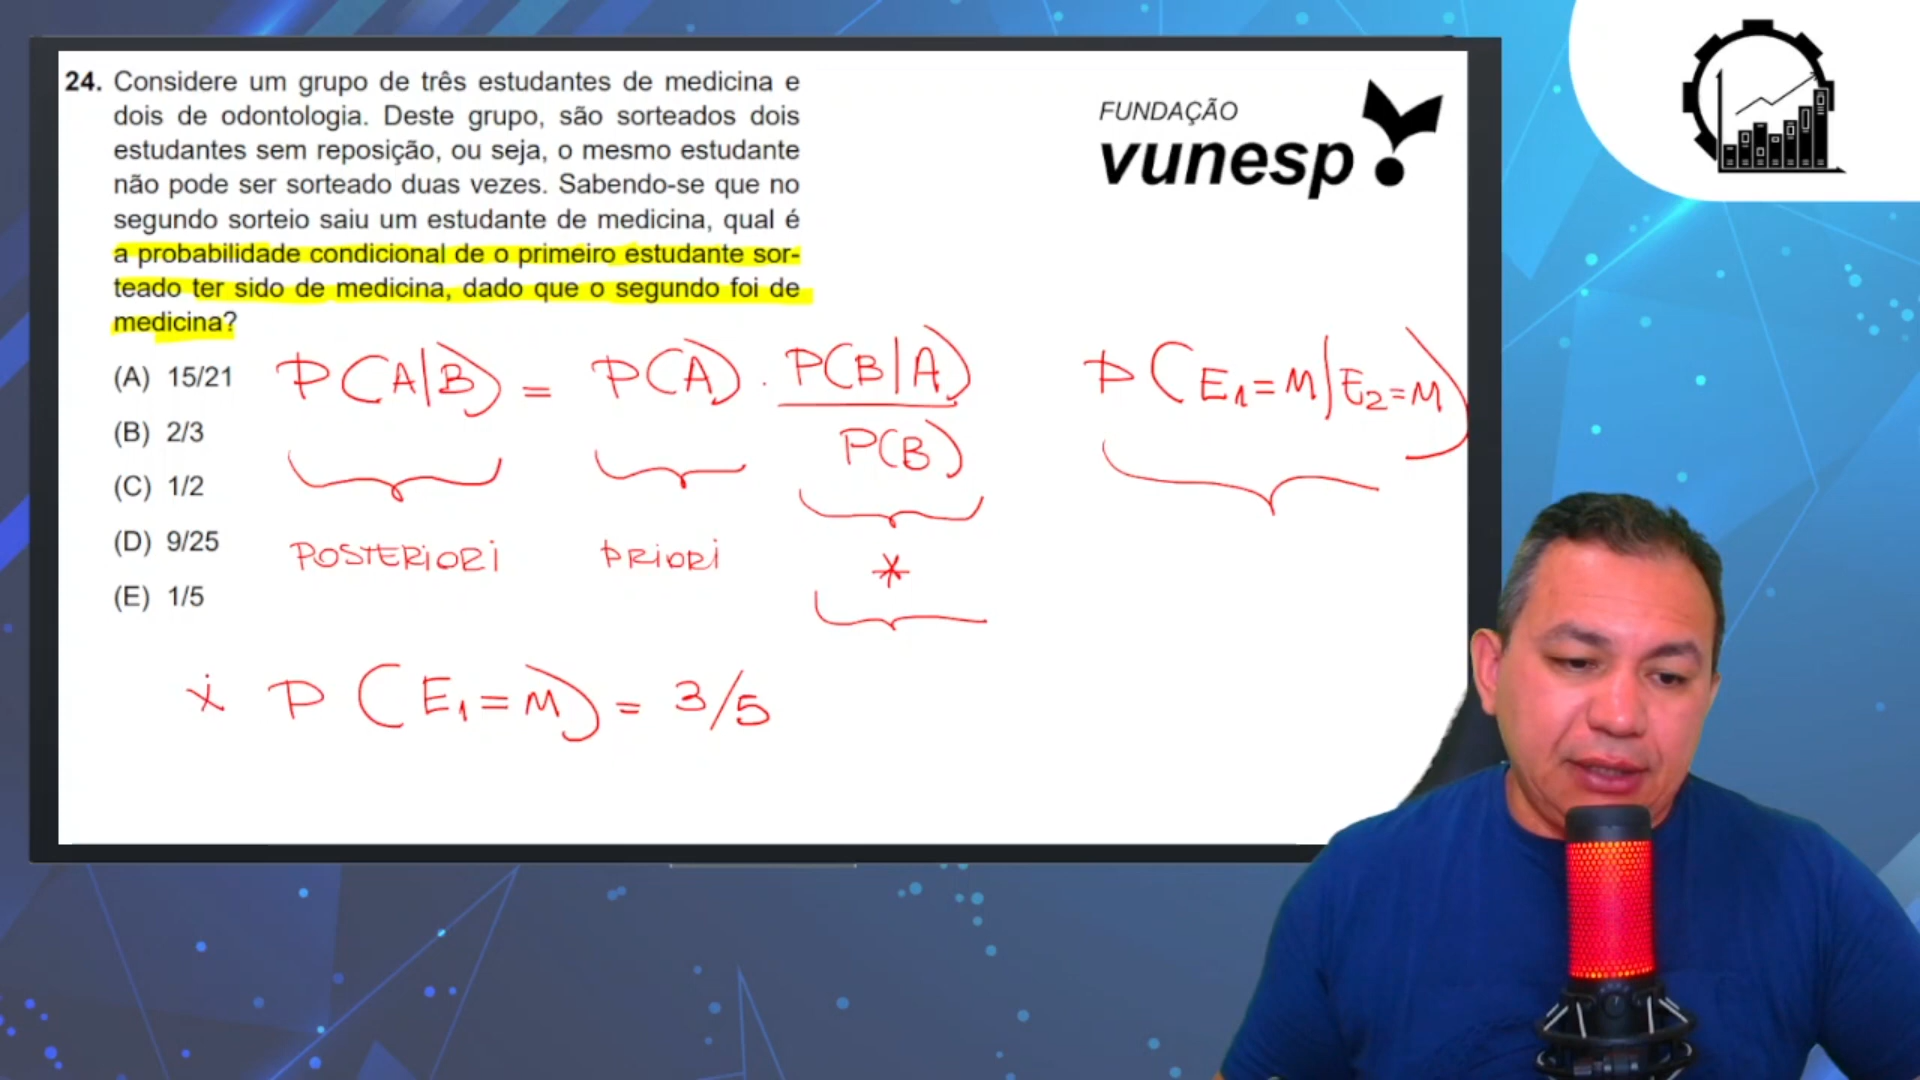 24. Considere um grupo de três estudantes de medicina e
dois de odontologia. Deste grupo, são sorteados dois
estudantes sem reposição, ou seja, o mesmo estudante
não pode ser sorteado duas vezes. Sabendo-se que no
segundo sorteio saiu um estudante de medicina, qual é
a probabilidade condicional de o primeiro estudante sor-
teado ter sido de medicina, dado que o segundo foi de
medicina?
(A) 15/21
(B) 2/3
(C) 1/2
(D) 9/25
(E) 1/5
FUNDAÇÃO
vunesp
P(A|B) = P(A) . P(B|A)
P(B)
POSTERIORI PRIORI *
P(E1=M|E2=M)
i P(E1=M) = 3/5